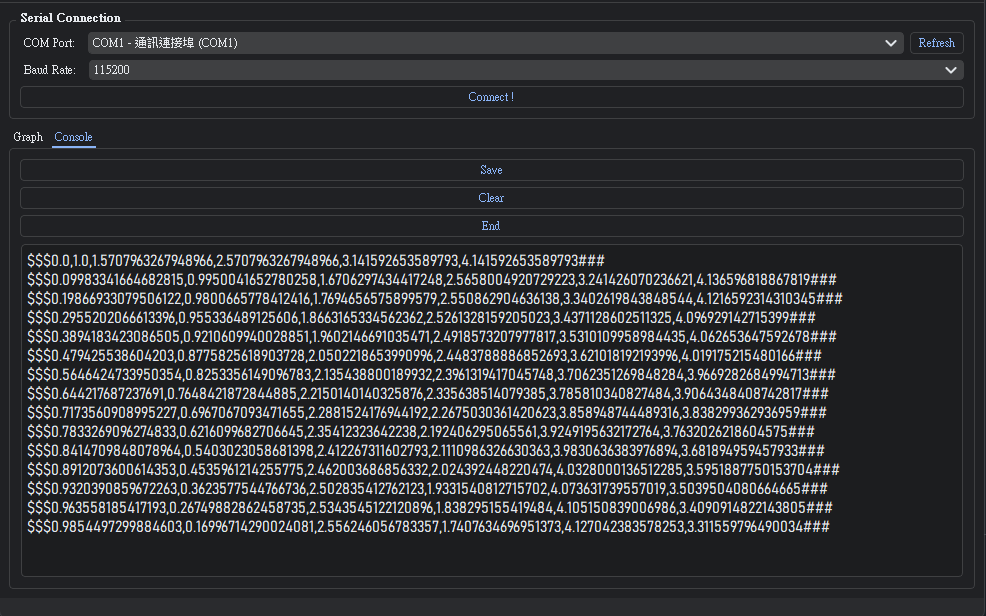 Serial Connection
COM Port: COM1 - 通訊連接埠 (COM1) Refresh
Baud Rate: 115200
Connect !
Graph Console
Save
Clear
End
$$$0.0,1.0,1.5707963267948966,2.5707963267948966,3.141592653589793,4.141592653589793###
$$$0.09983341664682815,0.9950041652780258,1.6706297434417248,2.5658004920729223,3.241426070236621,4.136596818867819###
$$$0.19866933079506122,0.9800665778412416,1.7694656575899579,2.550862904636138,3.3402619843848544,4.1216592314310345###
$$$0.2955202066613396,0.955336489125606,1.8663165334562362,2.5261328159205023,3.4371128602511325,4.096929142715399###
$$$0.3894183423086505,0.9210609940028851,1.9602146691035471,2.4918573207977817,3.5310109958984435,4.062653647592678###
$$$0.479425538604203,0.8775825618903728,2.0502218653990996,2.4483788886852693,3.621018192193996,4.019175215480166###
$$$0.5646424733950354,0.8253356149096783,2.135438800189932,2.3961319417045748,3.7062351269848284,3.9669282684994713###
$$$0.644217687237691,0.7648421872844885,2.2150140140325876,2.335638514079385,3.785810340827484,3.9064348408742817###
$$$0.7173560908995227,0.6967067093471655,2.2881524176944192,2.2675030361420623,3.858948744489316,3.838299362936959###
$$$0.7833269096274833,0.6216099682706645,2.35412323642238,2.192406295065561,3.9249195632172764,3.7632026218604575###
$$$0.8414709848078964,0.5403023058681398,2.412267311602793,2.1110986326630363,3.9830636383976894,3.681894959457933###
$$$0.8912073600614353,0.4535961214255775,2.462003686856332,2.024392448220474,4.0328000136512285,3.5951887750153704###
$$$0.9320390859672263,0.3623577544766736,2.502835412762123,1.9331540812715702,4.073631739557019,3.5039504080664665###
$$$0.963558185417193,0.26749882862458735,2.5343545122120896,1.838295155419484,4.105150839006986,3.4090914822143805###
$$$0.9854497299884603,0.16996714290024081,2.556246056783357,1.7407634696951373,4.127042383578253,3.311559796490034###